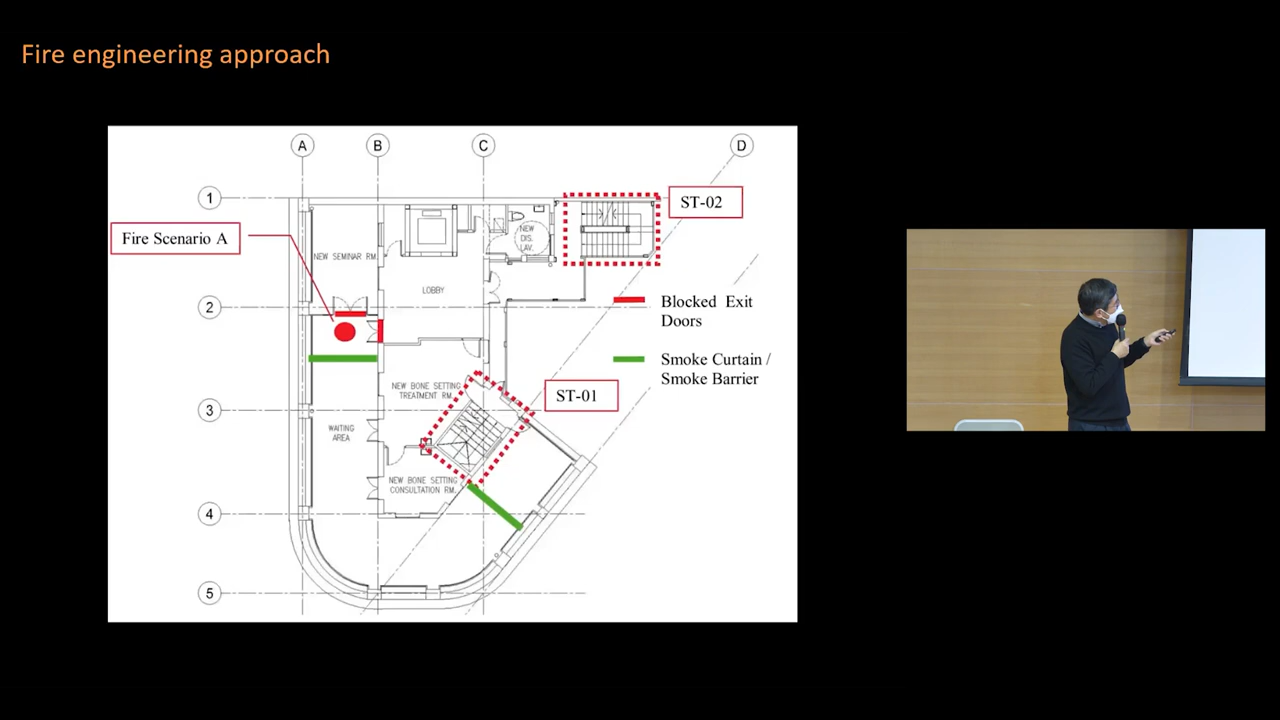 Fire engineering approach
A
B
C
D
1
ST-02
Fire Scenario A
NEW
DIS.
LAV.
NEW SEMINAR RM.
LOBBY
2
Blocked Exit
Doors
Smoke Curtain /
Smoke Barrier
NEW BONE SETTING
TREATMENT RM.
ST-01
3
WAITING
AREA
NEW BONE SETTING
CONSULTATION RM.
4
5